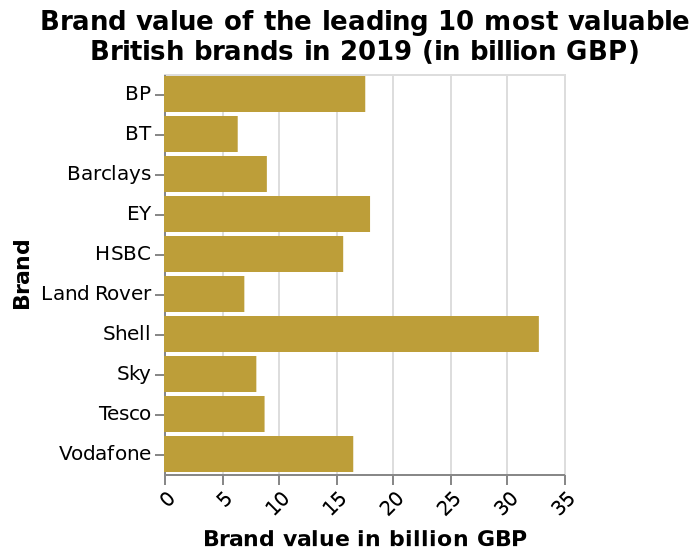 Brand value of the leading 10 most valuable
British brands in 2019 (in billion GBP)
Brand
BP
BT
Barclays
EY
HSBC
Land Rover
Shell
Sky
Tesco
Vodafone
0 5 10 15 20 25 30 35
Brand value in billion GBP